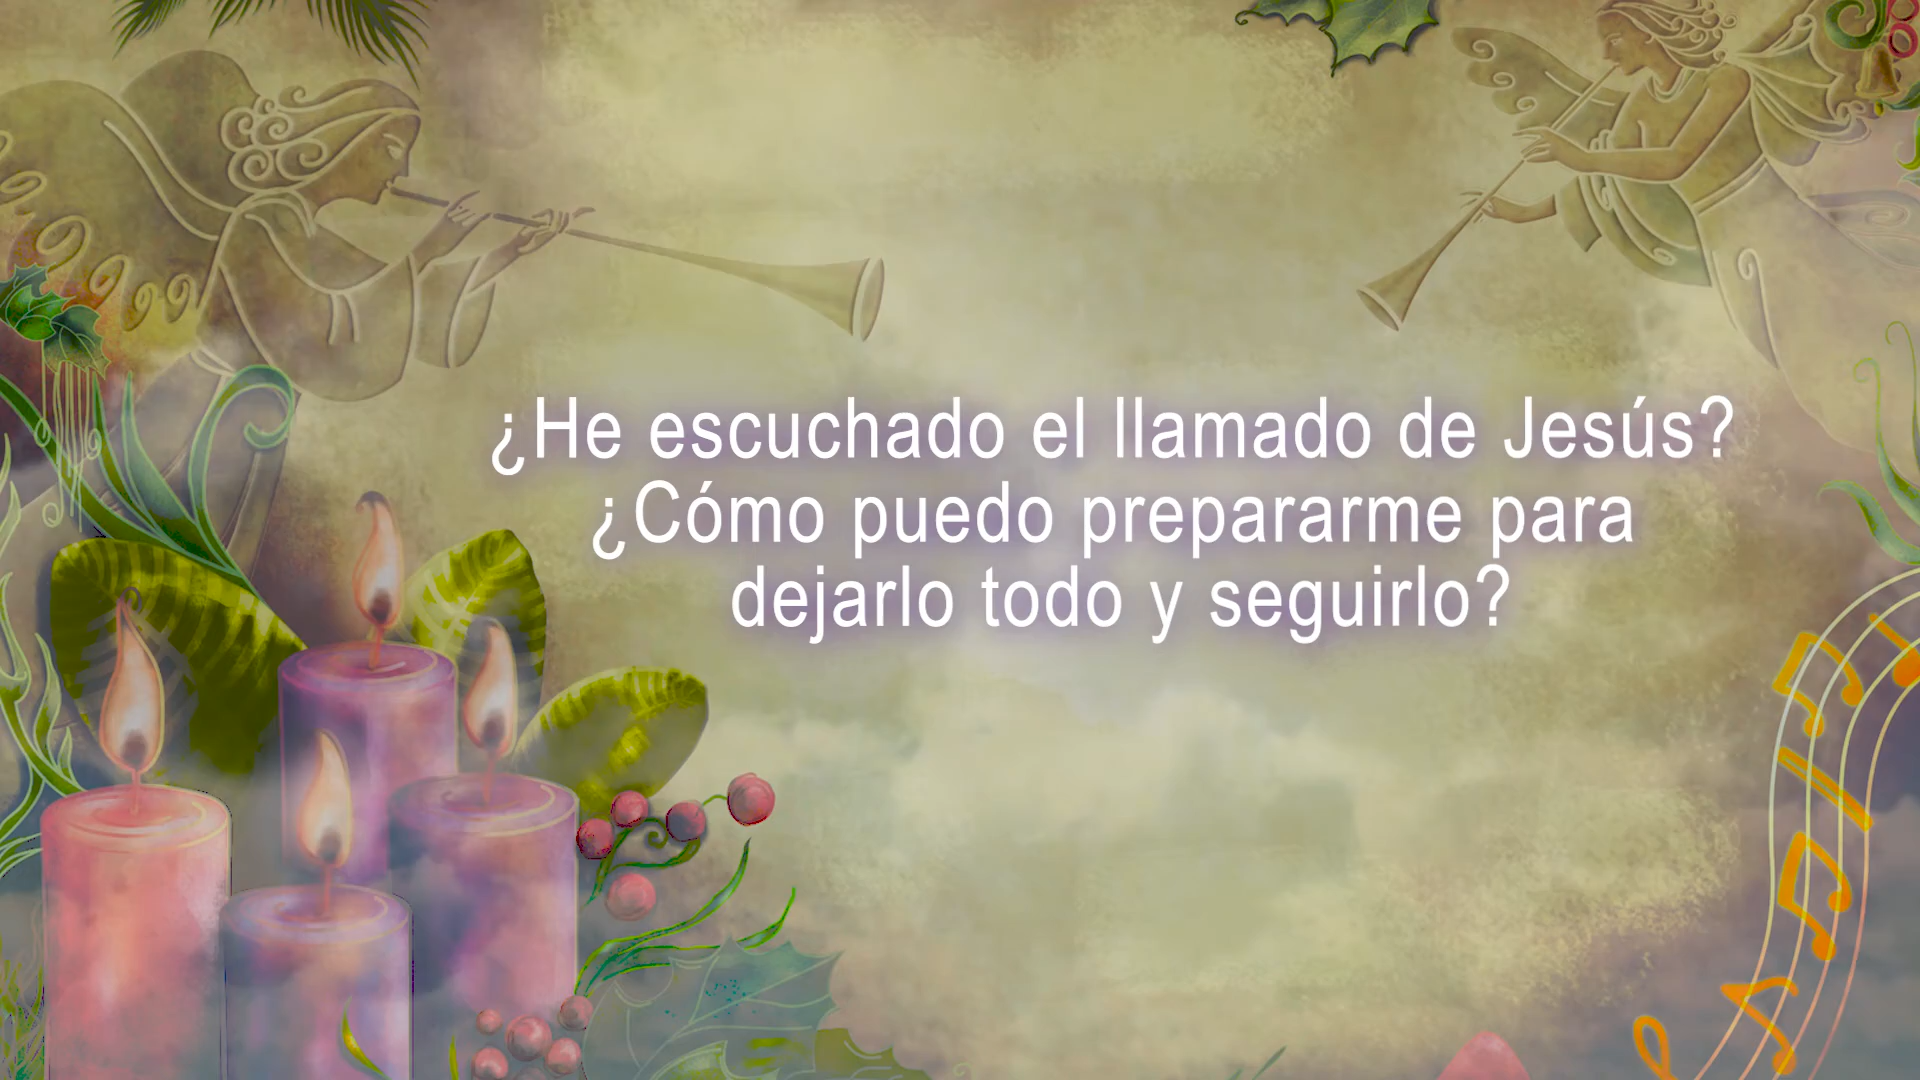 ¿He escuchado el llamado de Jesús?
¿Cómo puedo prepararme para
dejarlo todo y seguirlo?